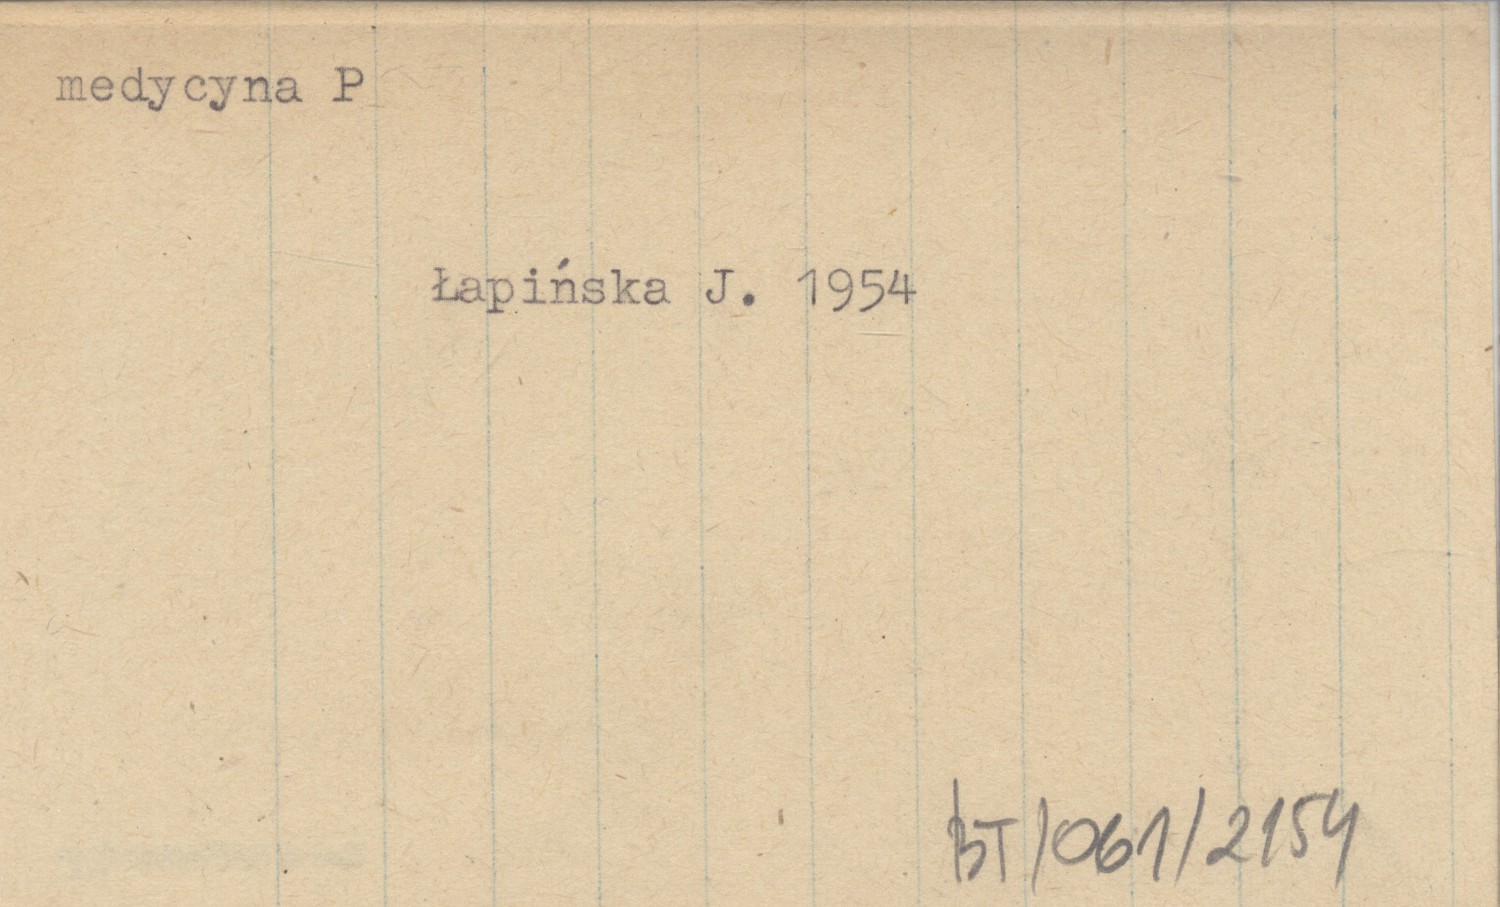 medycyna P
Łapińska J. 1954
BT/061/2154